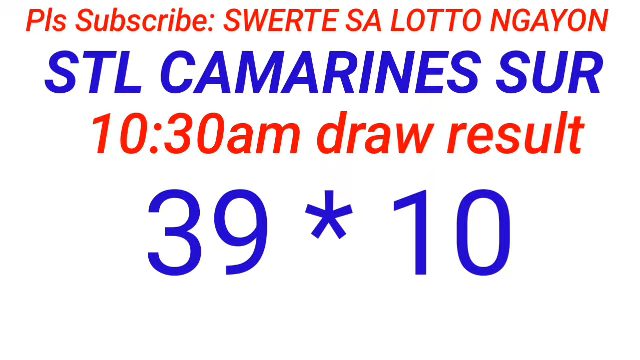 Pls Subscribe: SWERTE SA LOTTO NGAYON
STL CAMARINES SUR
10:30am draw result
39 * 10